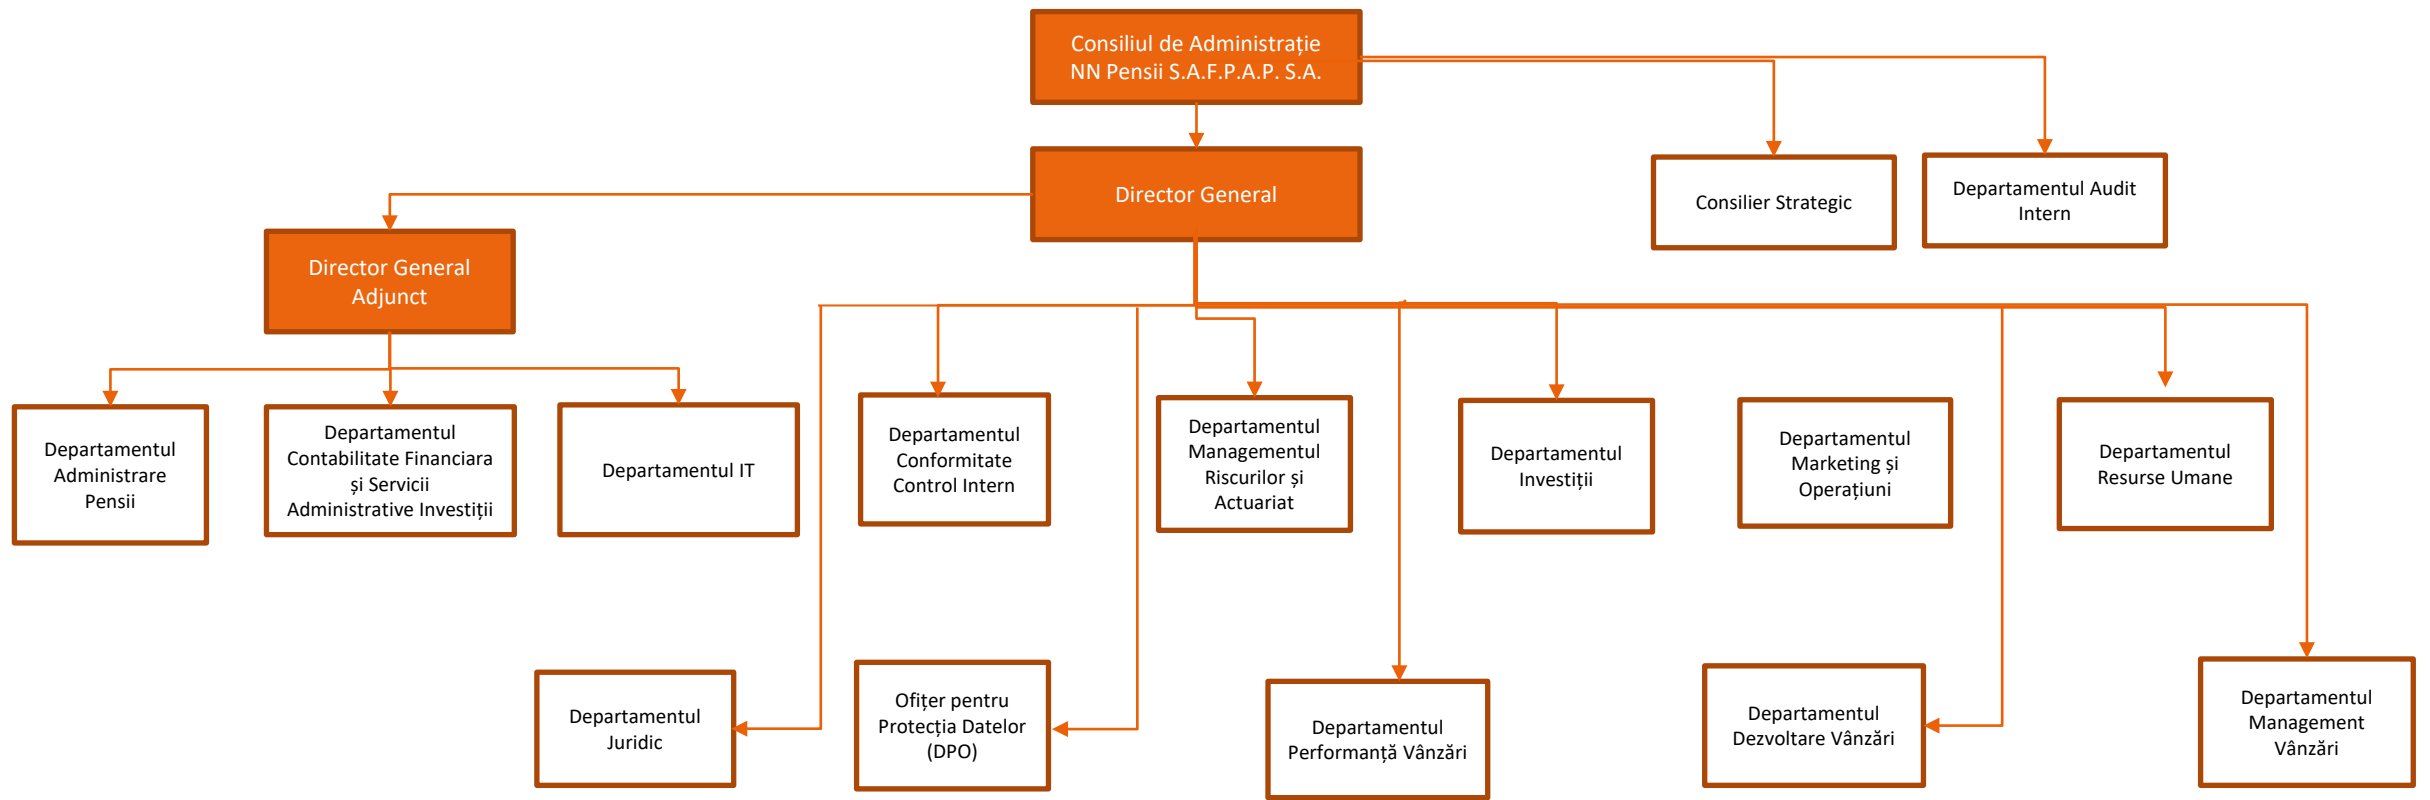 Consiliul de Administrație
NN Pensii S.A.F.P.A.P. S.A.
Director General
Consilier Strategic
Departamentul Audit
Intern
Director General
Adjunct
Departamentul
Administrare
Pensii
Departamentul
Contabilitate Financiara
și Servicii
Administrative Investiții
Departamentul IT
Departamentul
Conformitate
Control Intern
Departamentul
Managementul
Riscurilor și
Actuariat
Departamentul
Investiții
Departamentul
Marketing și
Operațiuni
Departamentul
Resurse Umane
Departamentul
Juridic
Ofițer pentru
Protecția Datelor
(DPO)
Departamentul
Performanță Vânzări
Departamentul
Dezvoltare Vânzări
Departamentul
Management
Vânzări